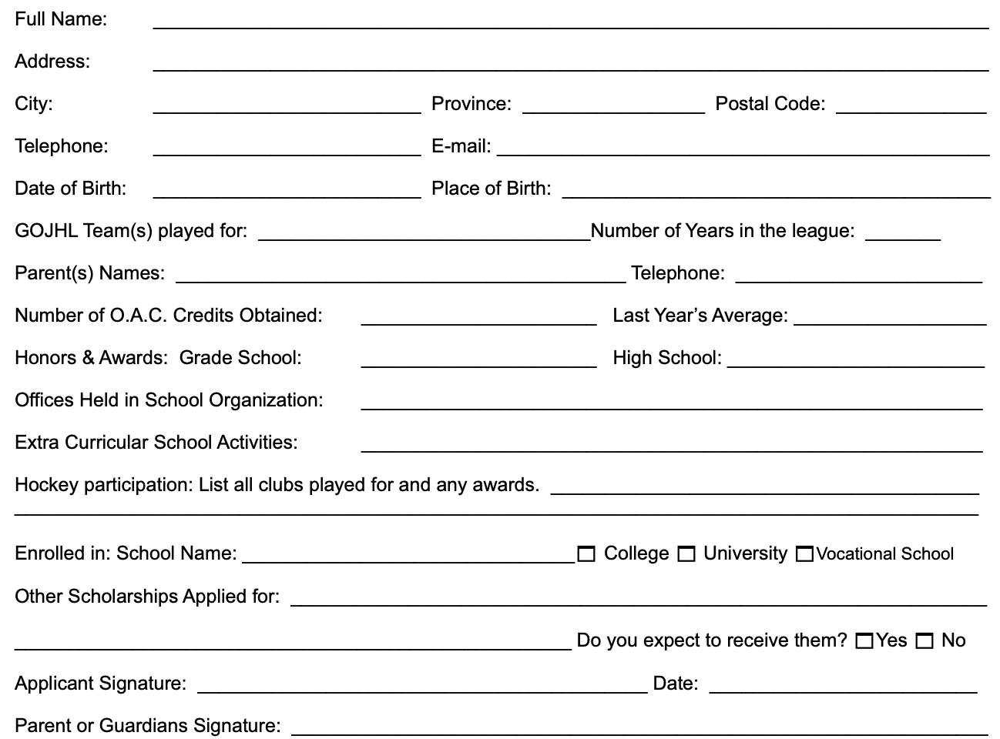 Full Name:
Address:
City: Province: Postal Code:
Telephone: E-mail:
Date of Birth: Place of Birth:
GOJHL Team(s) played for: Number of Years in the league:
Parent(s) Names: Telephone:
Number of O.A.C. Credits Obtained: Last Year’s Average:
Honors & Awards: Grade School: High School:
Offices Held in School Organization:
Extra Curricular School Activities:
Hockey participation: List all clubs played for and any awards.
Enrolled in: School Name: College University Vocational School
Other Scholarships Applied for:
Do you expect to receive them? Yes No
Applicant Signature: Date:
Parent or Guardians Signature: